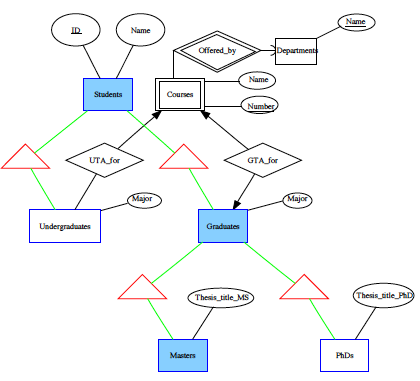 Name
ID
Name
Offered_by
Departments
Students
Courses
Name
Number
UTA_for
GTA_for
Major
Major
Undergraduates
Graduates
Thesis_title_MS
Thesis_title_PhD
Masters
PhDs